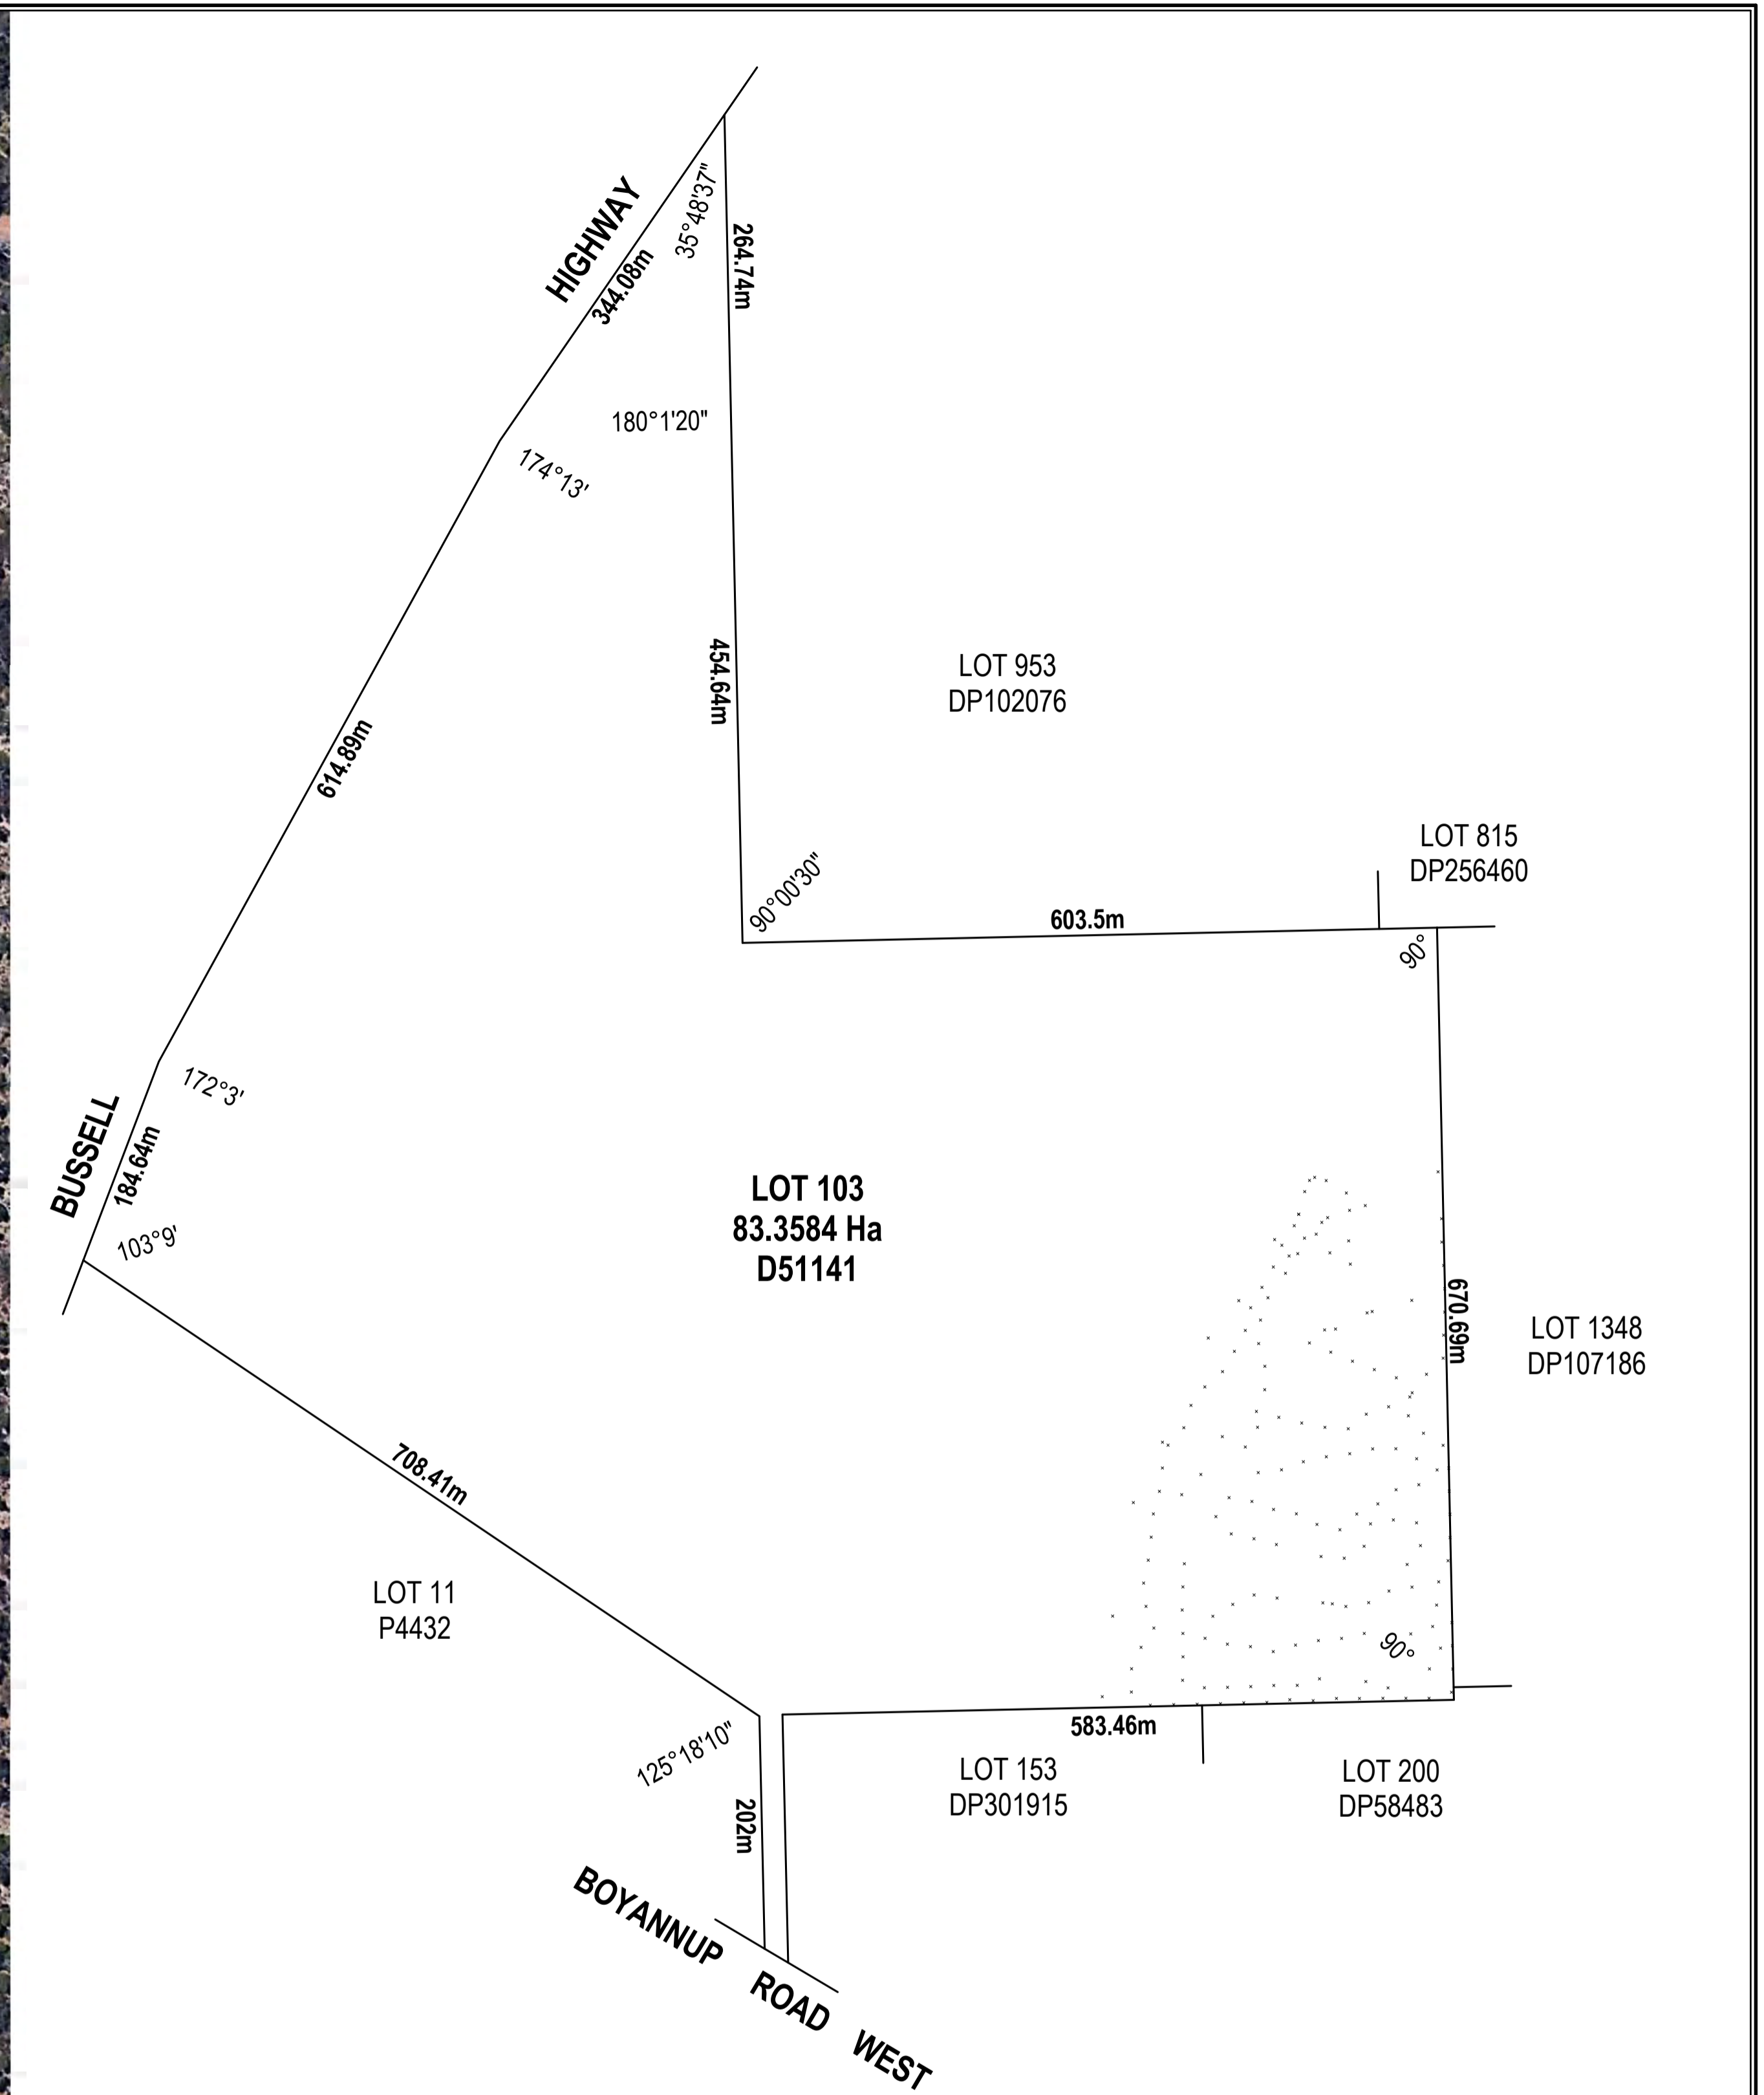 HIGHWAY
344.08m
35°48'37"
264.74m
180°1'20"
174°13'
454.64m
LOT 953
DP102076
614.89m
LOT 815
DP256460
90°00'30"
603.5m
90°
172°3'
BUSSELL
184.64m
103°9'
LOT 103
83.3584 Ha
D51141
670.69m
LOT 1348
DP107186
708.41m
LOT 11
P4432
90°
125°18'10"
583.46m
202m
LOT 153
DP301915
LOT 200
DP58483
BOYANNUP ROAD WEST